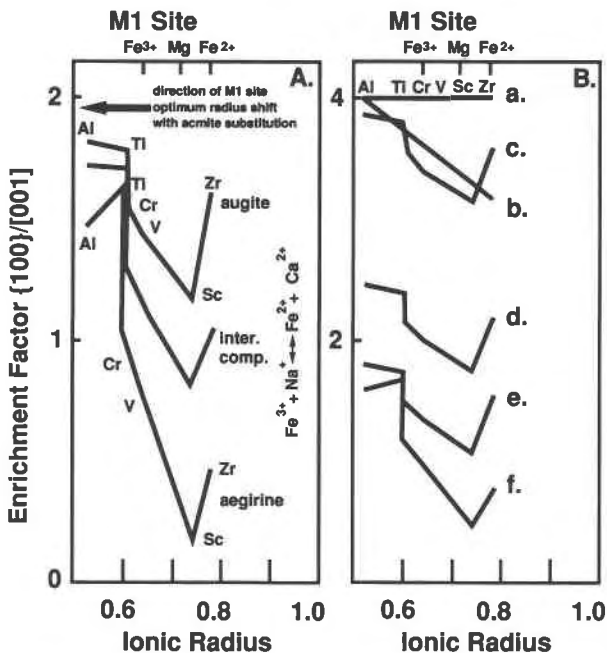 M1 Site
Fe3+ Mg Fe2+
A.
direction of M1 site
optimum radius shift
with acmite substitution
2
Al
Ti
Ti
Zr
Cr
augite
V
Al
Sc
1
inter.
comp.
Cr
V
Zr
aegirine
Sc
0
Fe3+ + Na+ ↔ Fe2+ + Ca2+
Enrichment Factor {100}/[001]
0.6 0.8 1.0
Ionic Radius
M1 Site
Fe3+ Mg Fe2+
B.
4
Al Ti Cr V Sc Zr a.
c.
b.
2
d.
e.
f.
0.6 0.8 1.0
Ionic Radius